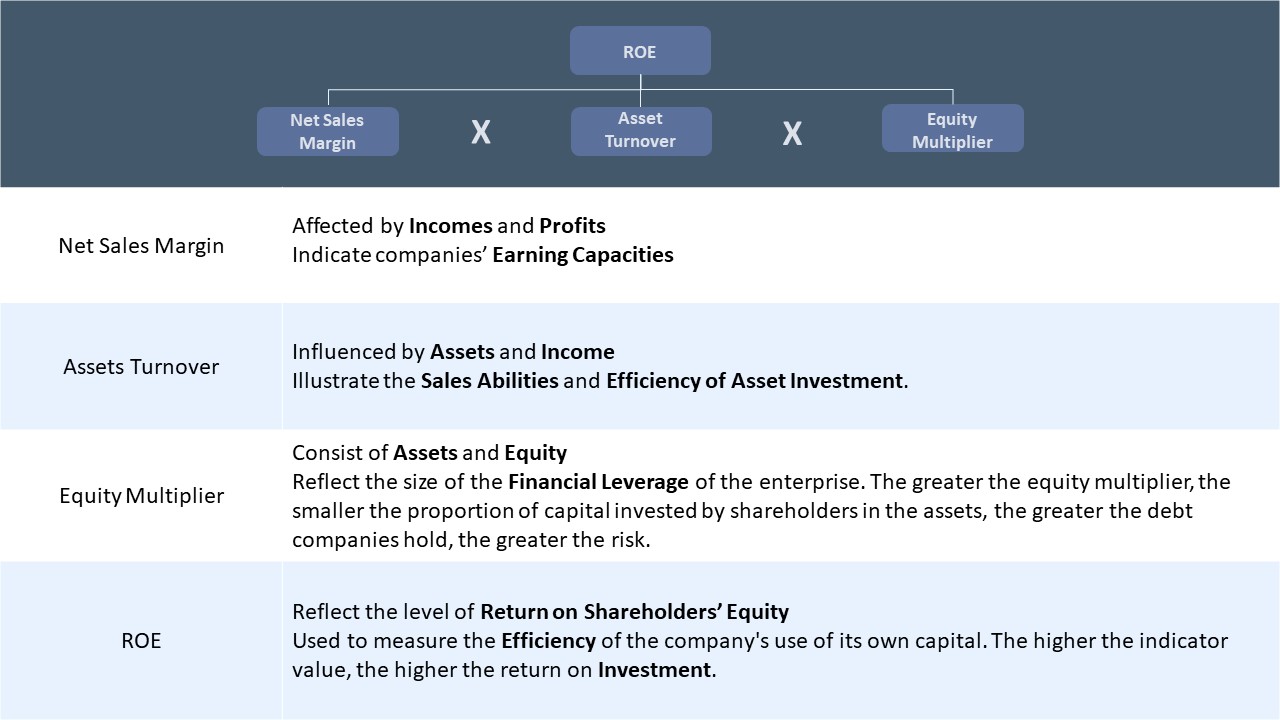 ROE
Net Sales
Margin
X
Asset
Turnover
X
Equity
Multiplier
Net Sales Margin
Affected by Incomes and Profits
Indicate companies’ Earning Capacities
Assets Turnover
Influenced by Assets and Income
Illustrate the Sales Abilities and Efficiency of Asset Investment.
Equity Multiplier
Consist of Assets and Equity
Reflect the size of the Financial Leverage of the enterprise. The greater the equity multiplier, the
smaller the proportion of capital invested by shareholders in the assets, the greater the debt
companies hold, the greater the risk.
ROE
Reflect the level of Return on Shareholders’ Equity
Used to measure the Efficiency of the company's use of its own capital. The higher the indicator
value, the higher the return on Investment.